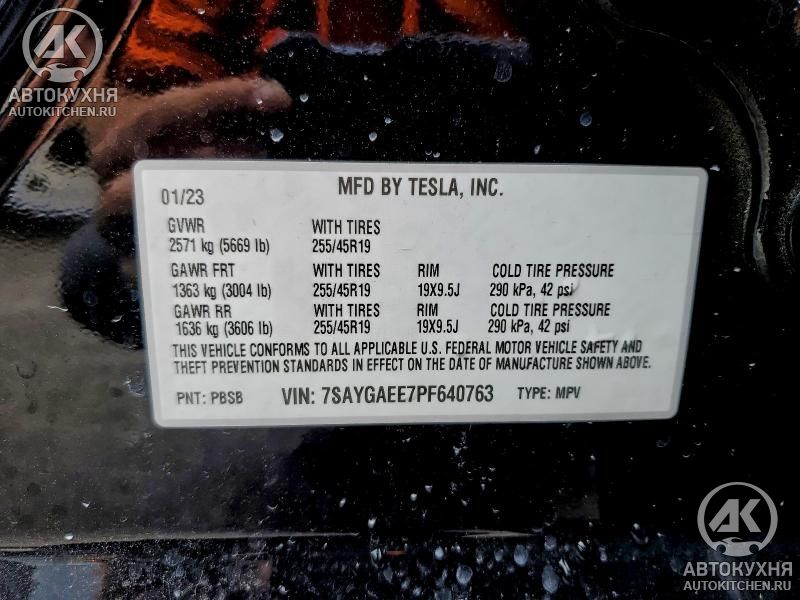 АК
АВТОКУХНЯ
AUTOKITCHEN.RU
01/23 MFD BY TESLA, INC.
GVWR WITH TIRES
2571 kg (5669 lb) 255/45R19
GAWR FRT WITH TIRES RIM COLD TIRE PRESSURE
1363 kg (3004 lb) 255/45R19 19X9.5J 290 kPa, 42 psi
GAWR RR WITH TIRES RIM COLD TIRE PRESSURE
1636 kg (3606 lb) 255/45R19 19X9.5J 290 kPa, 42 psi
THIS VEHICLE CONFORMS TO ALL APPLICABLE U.S. FEDERAL MOTOR VEHICLE SAFETY AND
THEFT PREVENTION STANDARDS IN EFFECT ON THE DATE OF MANUFACTURE SHOWN ABOVE.
PNT: PBSB VIN: 7SAYGAEE7PF640763 TYPE: MPV
АК
АВТОКУХНЯ
AUTOKITCHEN.RU